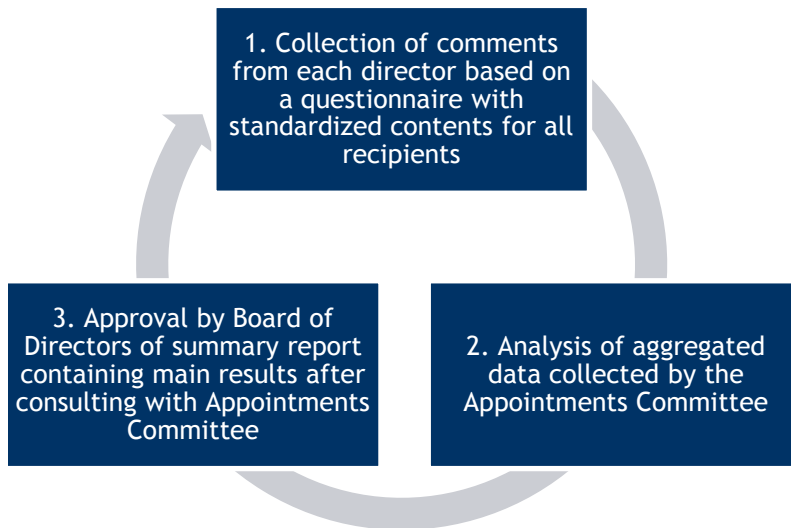 1. Collection of comments
from each director based on
a questionnaire with
standardized contents for all
recipients
2. Analysis of aggregated
data collected by the
Appointments Committee
3. Approval by Board of
Directors of summary report
containing main results after
consulting with Appointments
Committee